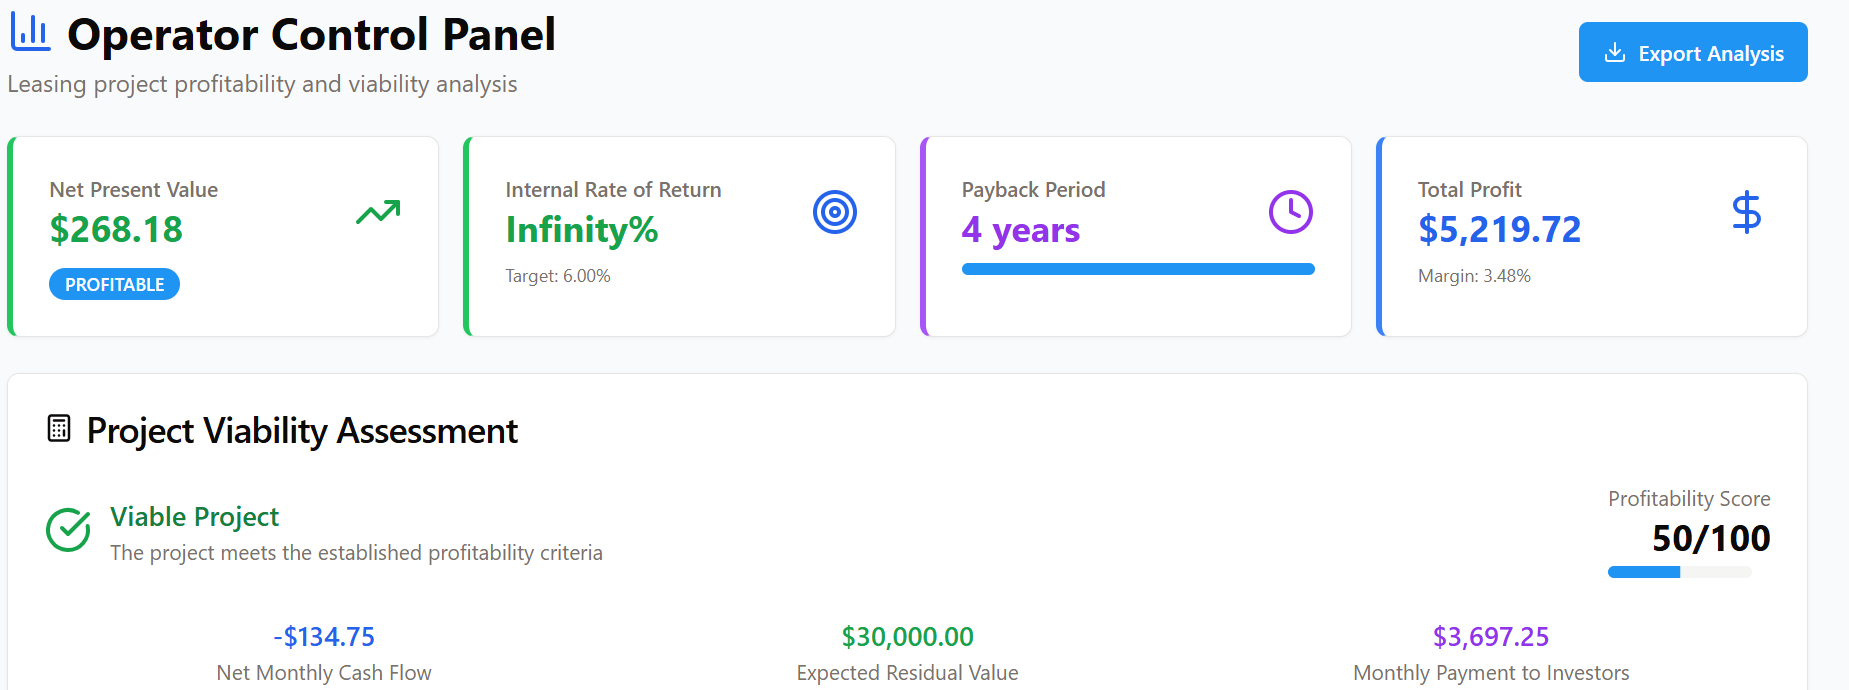 Operator Control Panel
Leasing project profitability and viability analysis
Export Analysis
Net Present Value
$268.18
PROFITABLE
Internal Rate of Return
Infinity%
Target: 6.00%
Payback Period
4 years
Total Profit
$5,219.72
Margin: 3.48%
Project Viability Assessment
Viable Project
The project meets the established profitability criteria
Profitability Score
50/100
-$134.75
Net Monthly Cash Flow
$30,000.00
Expected Residual Value
$3,697.25
Monthly Payment to Investors